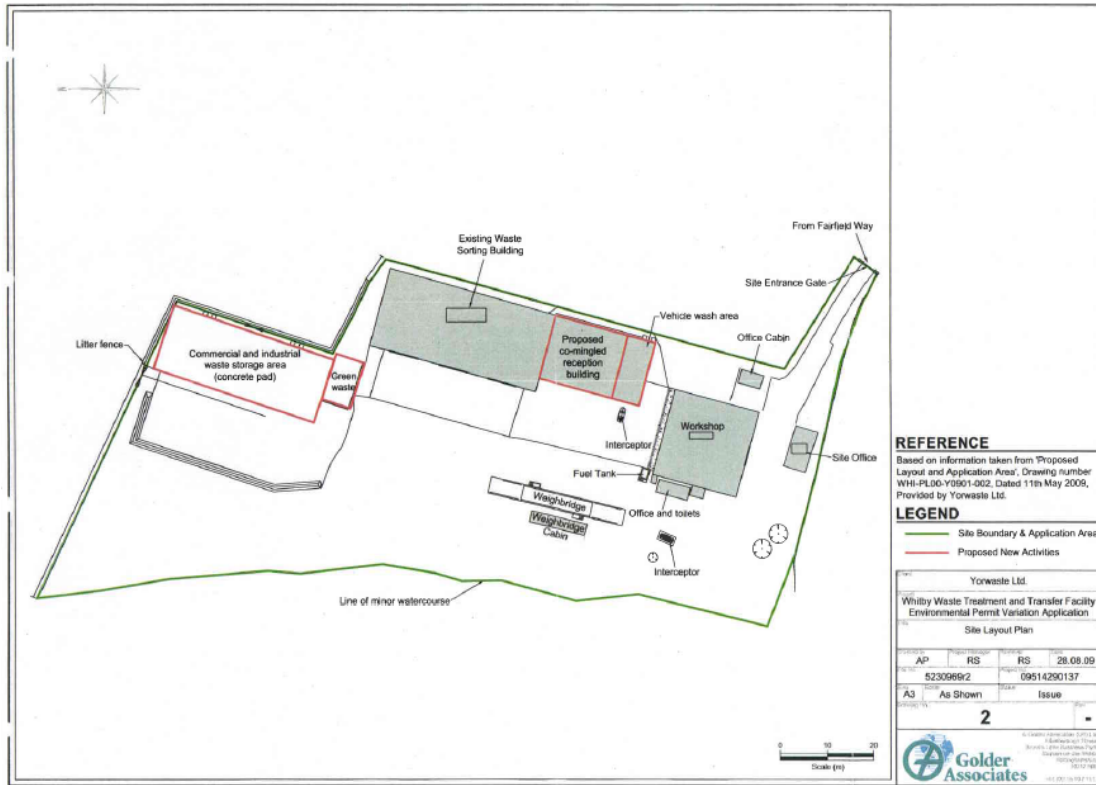 From Fairfield Way
Existing Waste
Sorting Building
Site Entrance Gate
Vehicle wash area
Office Cabin
Litter fence
Commercial and industrial
waste storage area
(concrete pad)
Green
waste
Proposed
co-mingled
reception
building
Workshop
Interceptor
Site Office
Fuel Tank
Weighbridge
Office and toilets
Weighbridge
Cabin
Interceptor
Line of minor watercourse
0 10 20
Scale (m)
REFERENCE
Based on information taken from 'Proposed
Layout and Application Area', Drawing number
WHI-PL00-Y0901-002, Dated 11th May 2009,
Provided by Yorwaste Ltd.
LEGEND
Site Boundary & Application Area
Proposed New Activities
Yorwaste Ltd.
Whitby Waste Treatment and Transfer Facility
Environmental Permit Variation Application
Site Layout Plan
AP RS RS 28.08.09
5230969r2 09514290137
A3 As Shown Issue
2 -
Golder
Associates